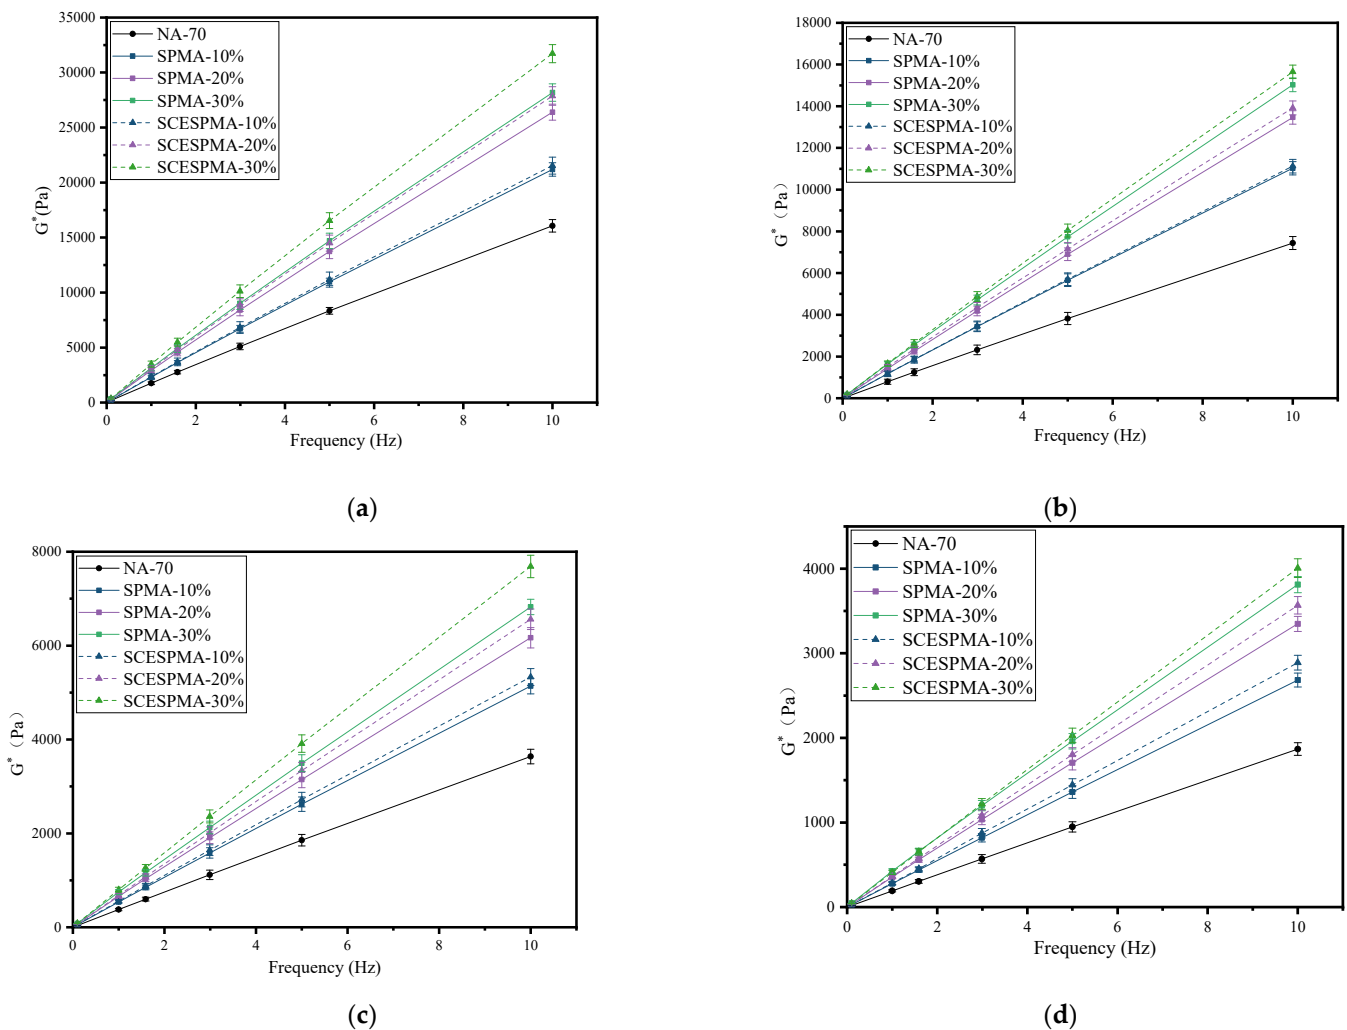 35000
30000
25000
20000
15000
10000
5000
0
G*(Pa)
NA-70
SPMA-10%
SPMA-20%
SPMA-30%
SCESPMA-10%
SCESPMA-20%
SCESPMA-30%
0 2 4 6 8 10
Frequency (Hz)
(a)
18000
16000
14000
12000
10000
8000
6000
4000
2000
0
G*（Pa）
NA-70
SPMA-10%
SPMA-20%
SPMA-30%
SCESPMA-10%
SCESPMA-20%
SCESPMA-30%
0 2 4 6 8 10
Frequency (Hz)
(b)
8000
6000
4000
2000
0
G*（Pa）
NA-70
SPMA-10%
SPMA-20%
SPMA-30%
SCESPMA-10%
SCESPMA-20%
SCESPMA-30%
0 2 4 6 8 10
Frequency (Hz)
(c)
4000
3000
2000
1000
0
G*（Pa）
NA-70
SPMA-10%
SPMA-20%
SPMA-30%
SCESPMA-10%
SCESPMA-20%
SCESPMA-30%
0 2 4 6 8 10
Frequency (Hz)
(d)